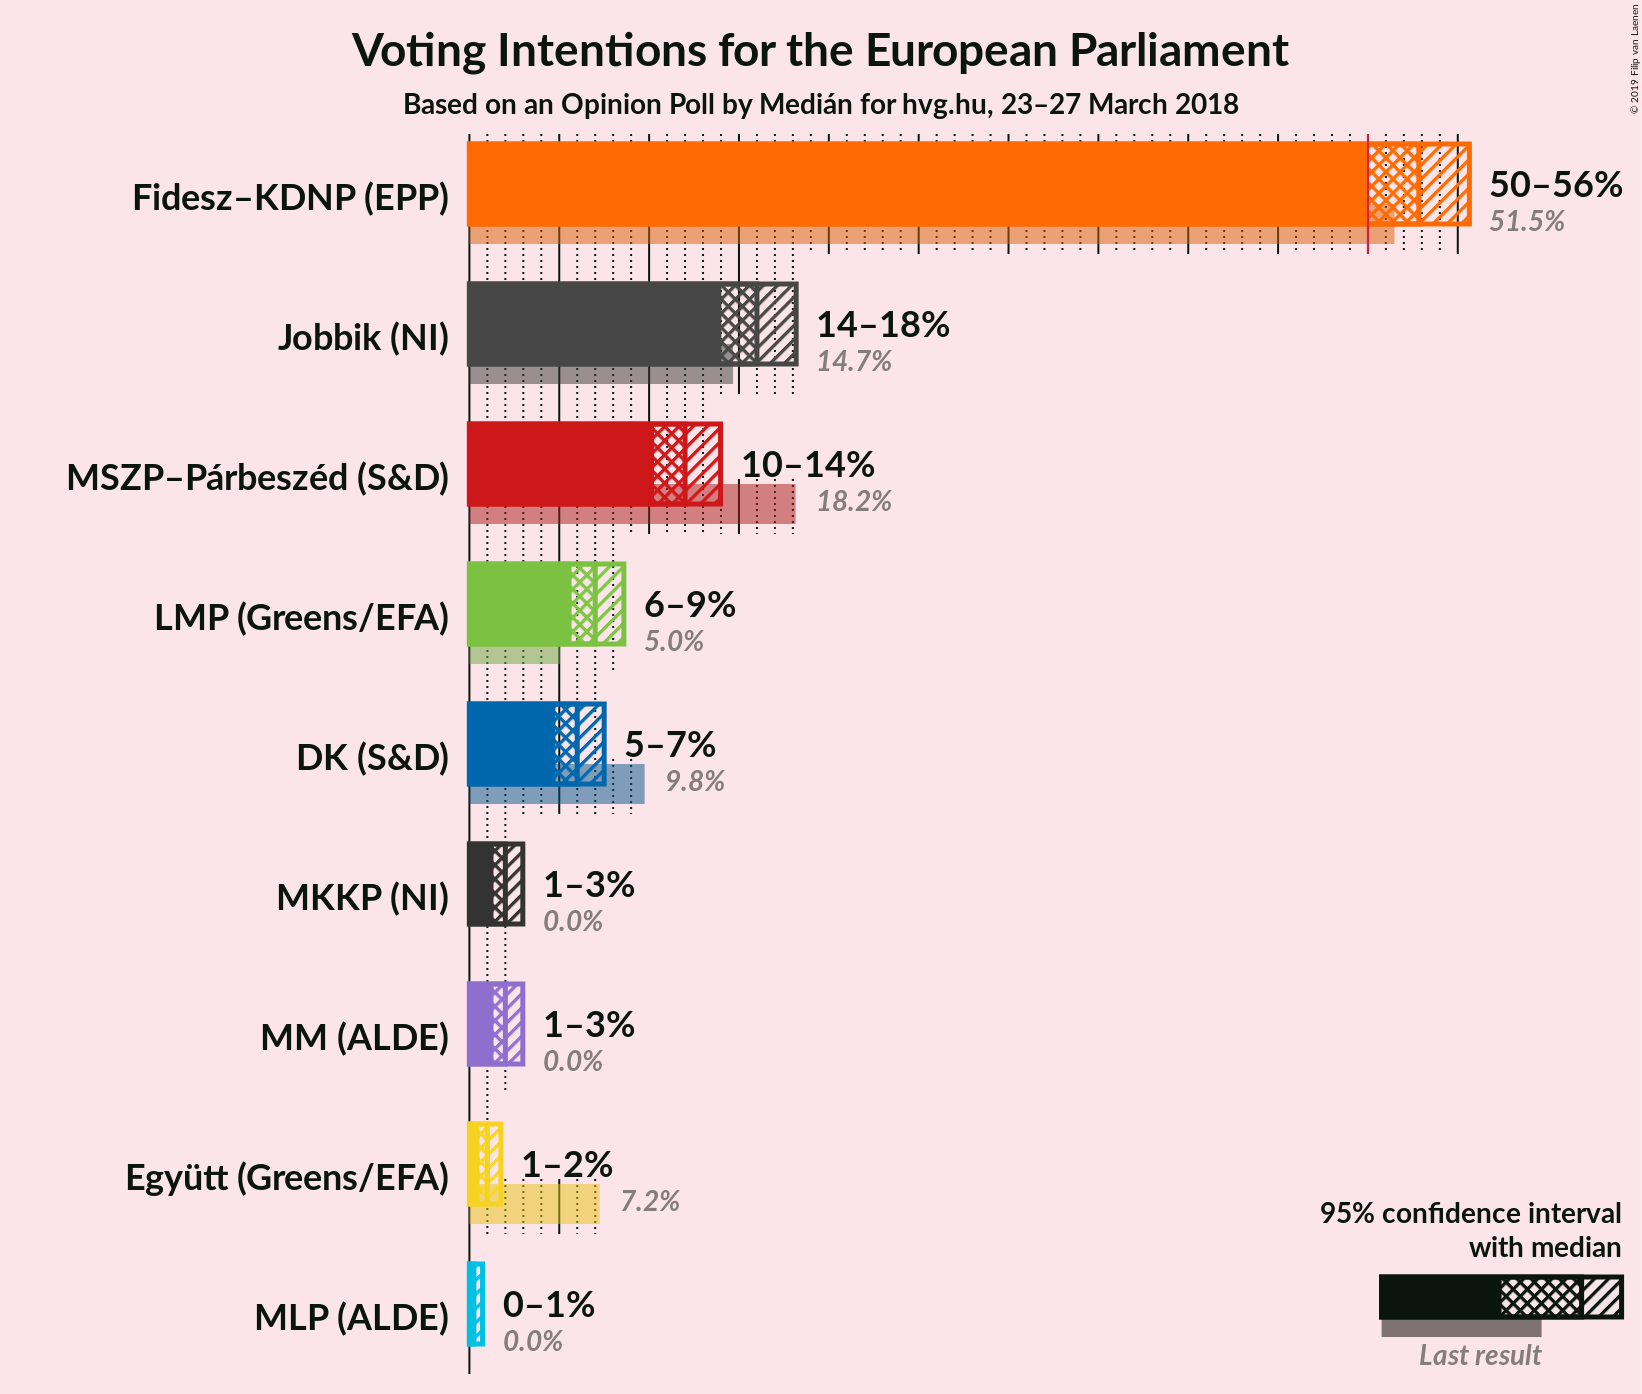 Voting Intentions for the European Parliament
Based on an Opinion Poll by Medián for hvg.hu, 23–27 March 2018
© 2019 Filip van Laenen
Fidesz–KDNP (EPP)
50–56%
51.5%
Jobbik (NI)
14–18%
14.7%
MSZP–Párbeszéd (S&D)
10–14%
18.2%
LMP (Greens/EFA)
6–9%
5.0%
DK (S&D)
5–7%
9.8%
MKKP (NI)
1–3%
0.0%
MM (ALDE)
1–3%
0.0%
Együtt (Greens/EFA)
1–2%
7.2%
MLP (ALDE)
0–1%
0.0%
95% confidence interval
with median
Last result